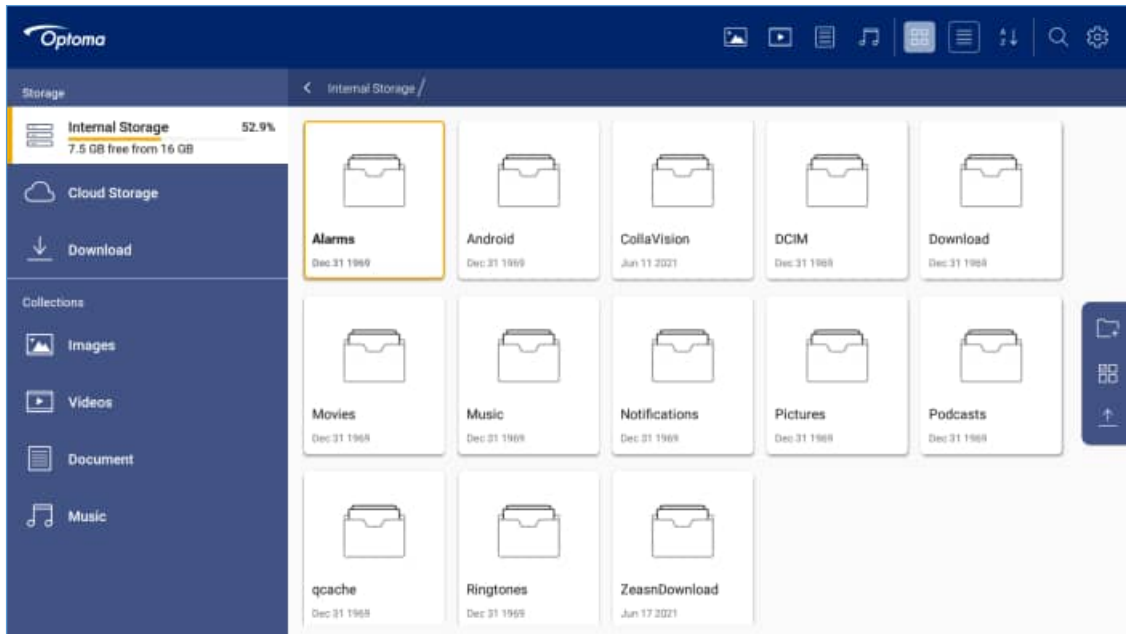 Optoma
Storage
Internal Storage /
Internal Storage 52.9%
7.5 GB free from 16 GB
Cloud Storage
Download
Collections
Images
Videos
Document
Music
Alarms
Dec 31 1969
Android
Dec 31 1969
CollaVision
Jun 11 2021
DCIM
Dec 31 1969
Download
Dec 31 1969
Movies
Dec 31 1969
Music
Dec 31 1969
Notifications
Dec 31 1969
Pictures
Dec 31 1969
Podcasts
Dec 31 1969
qcache
Dec 31 1969
Ringtones
Dec 31 1969
ZeasnDownload
Jun 17 2021